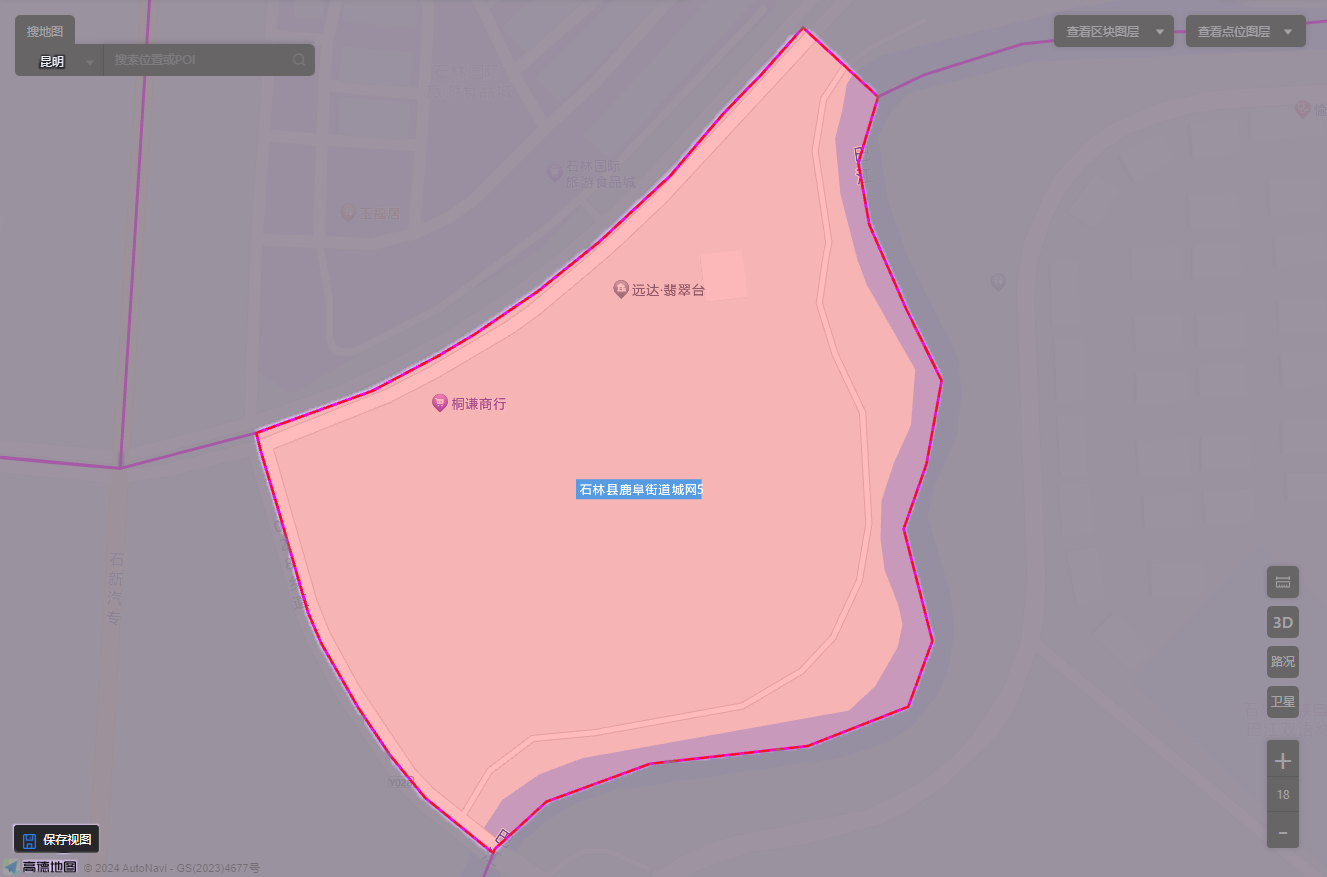 搜地图
昆明
搜索位置或POI
查看区块图层
查看点位图层
石林国际
旅游食品城
玉福居
远达·翡翠台
桐谦商行
石林县鹿阜街道城网5
石
新
汽
专
3D
路况
卫星
+
18
-
保存视图
高德地图 © 2024 AutoNavi - GS(2023)4677号